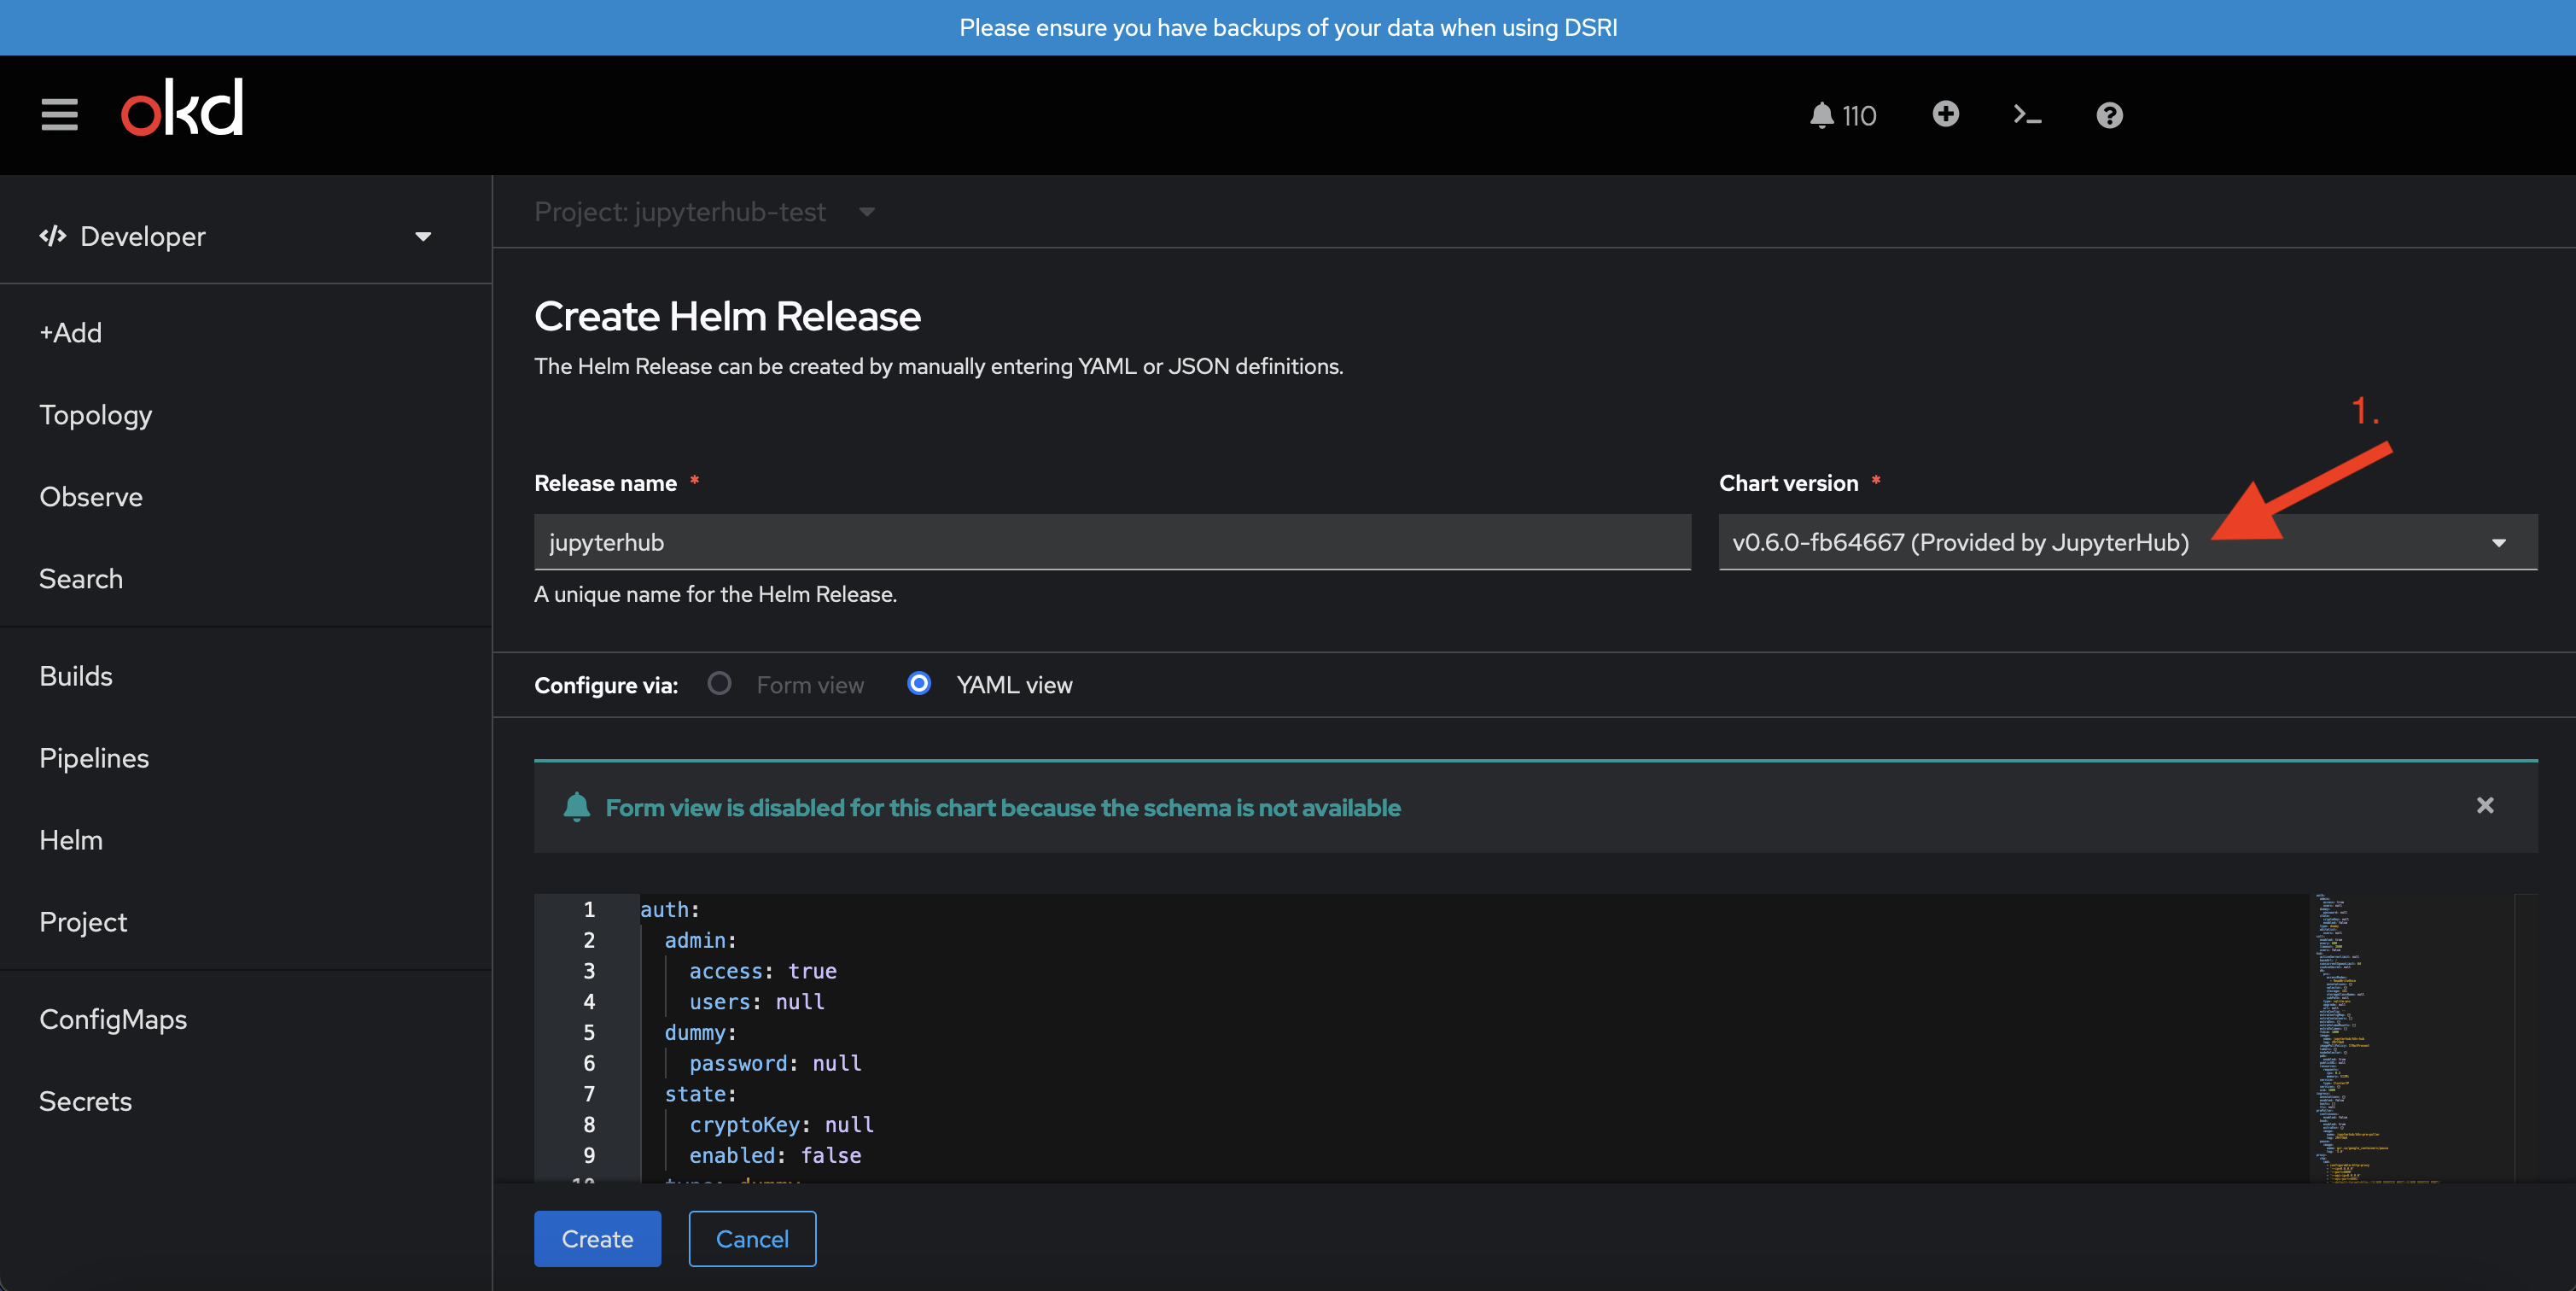 Please ensure you have backups of your data when using DSRI
okd
110
Developer
Project: jupyterhub-test
+Add
Topology
Observe
Search
Builds
Pipelines
Helm
Project
ConfigMaps
Secrets
Create Helm Release
The Helm Release can be created by manually entering YAML or JSON definitions.
1.
Release name *
Chart version *
jupyterhub
v0.6.0-fb64667 (Provided by JupyterHub)
A unique name for the Helm Release.
Configure via: Form view YAML view
Form view is disabled for this chart because the schema is not available
1 auth:
2 admin:
3 access: true
4 users: null
5 dummy:
6 password: null
7 state:
8 cryptoKey: null
9 enabled: false
10 type: dummy
Create
Cancel